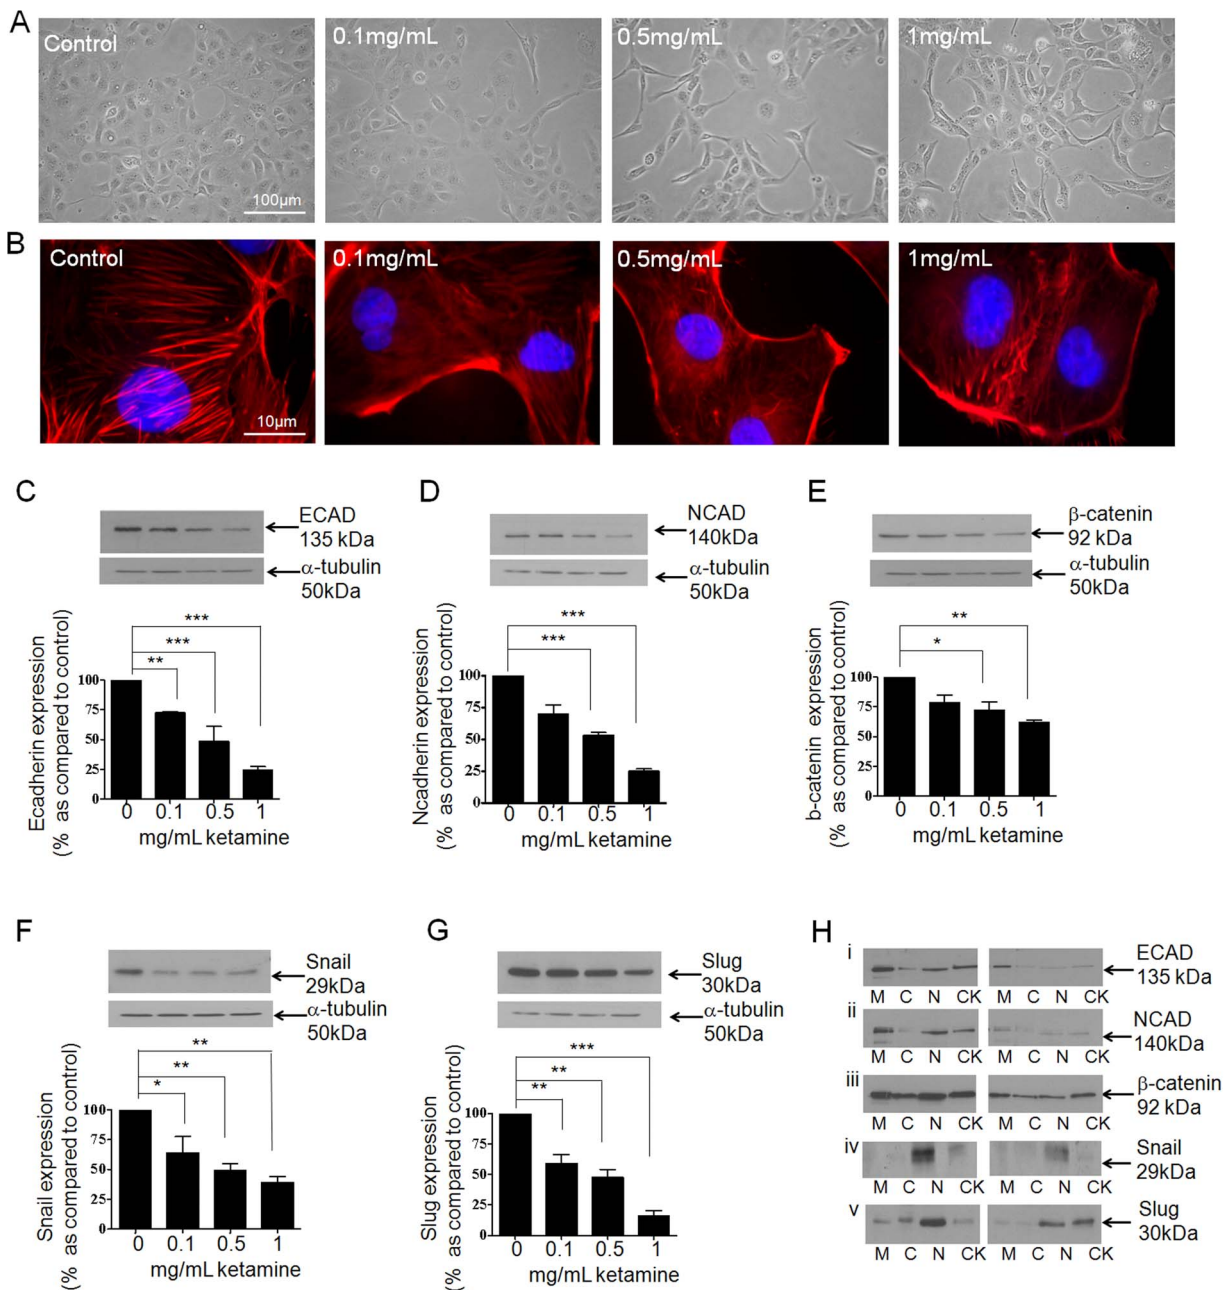 A
Control
0.1mg/mL
0.5mg/mL
1mg/mL
100µm
B
Control
0.1mg/mL
0.5mg/mL
1mg/mL
10µm
C
ECAD
135 kDa
α-tubulin
50kDa
***
***
**
Ecadherin expression
(% as compared to control)
100
75
50
25
0
0 0.1 0.5 1
mg/mL ketamine
D
NCAD
140kDa
α-tubulin
50kDa
***
***
Ncadherin expression
(% as compared to control)
100
75
50
25
0
0 0.1 0.5 1
mg/mL ketamine
E
β-catenin
92 kDa
α-tubulin
50kDa
**
*
b-catenin expression
(% as compared to control)
100
75
50
25
0
0 0.1 0.5 1
mg/mL ketamine
F
Snail
29kDa
α-tubulin
50kDa
**
**
*
Snail expression
(% as compared to control)
100
75
50
25
0
0 0.1 0.5 1
mg/mL ketamine
G
Slug
30kDa
α-tubulin
50kDa
***
**
**
Slug expression
(% as compared to control)
100
75
50
25
0
0 0.1 0.5 1
mg/mL ketamine
H
i
ECAD
135 kDa
M C N CK M C N CK
ii
NCAD
140kDa
M C N CK M C N CK
iii
β-catenin
92 kDa
M C N CK M C N CK
iv
Snail
29kDa
M C N CK M C N CK
v
Slug
30kDa
M C N CK M C N CK